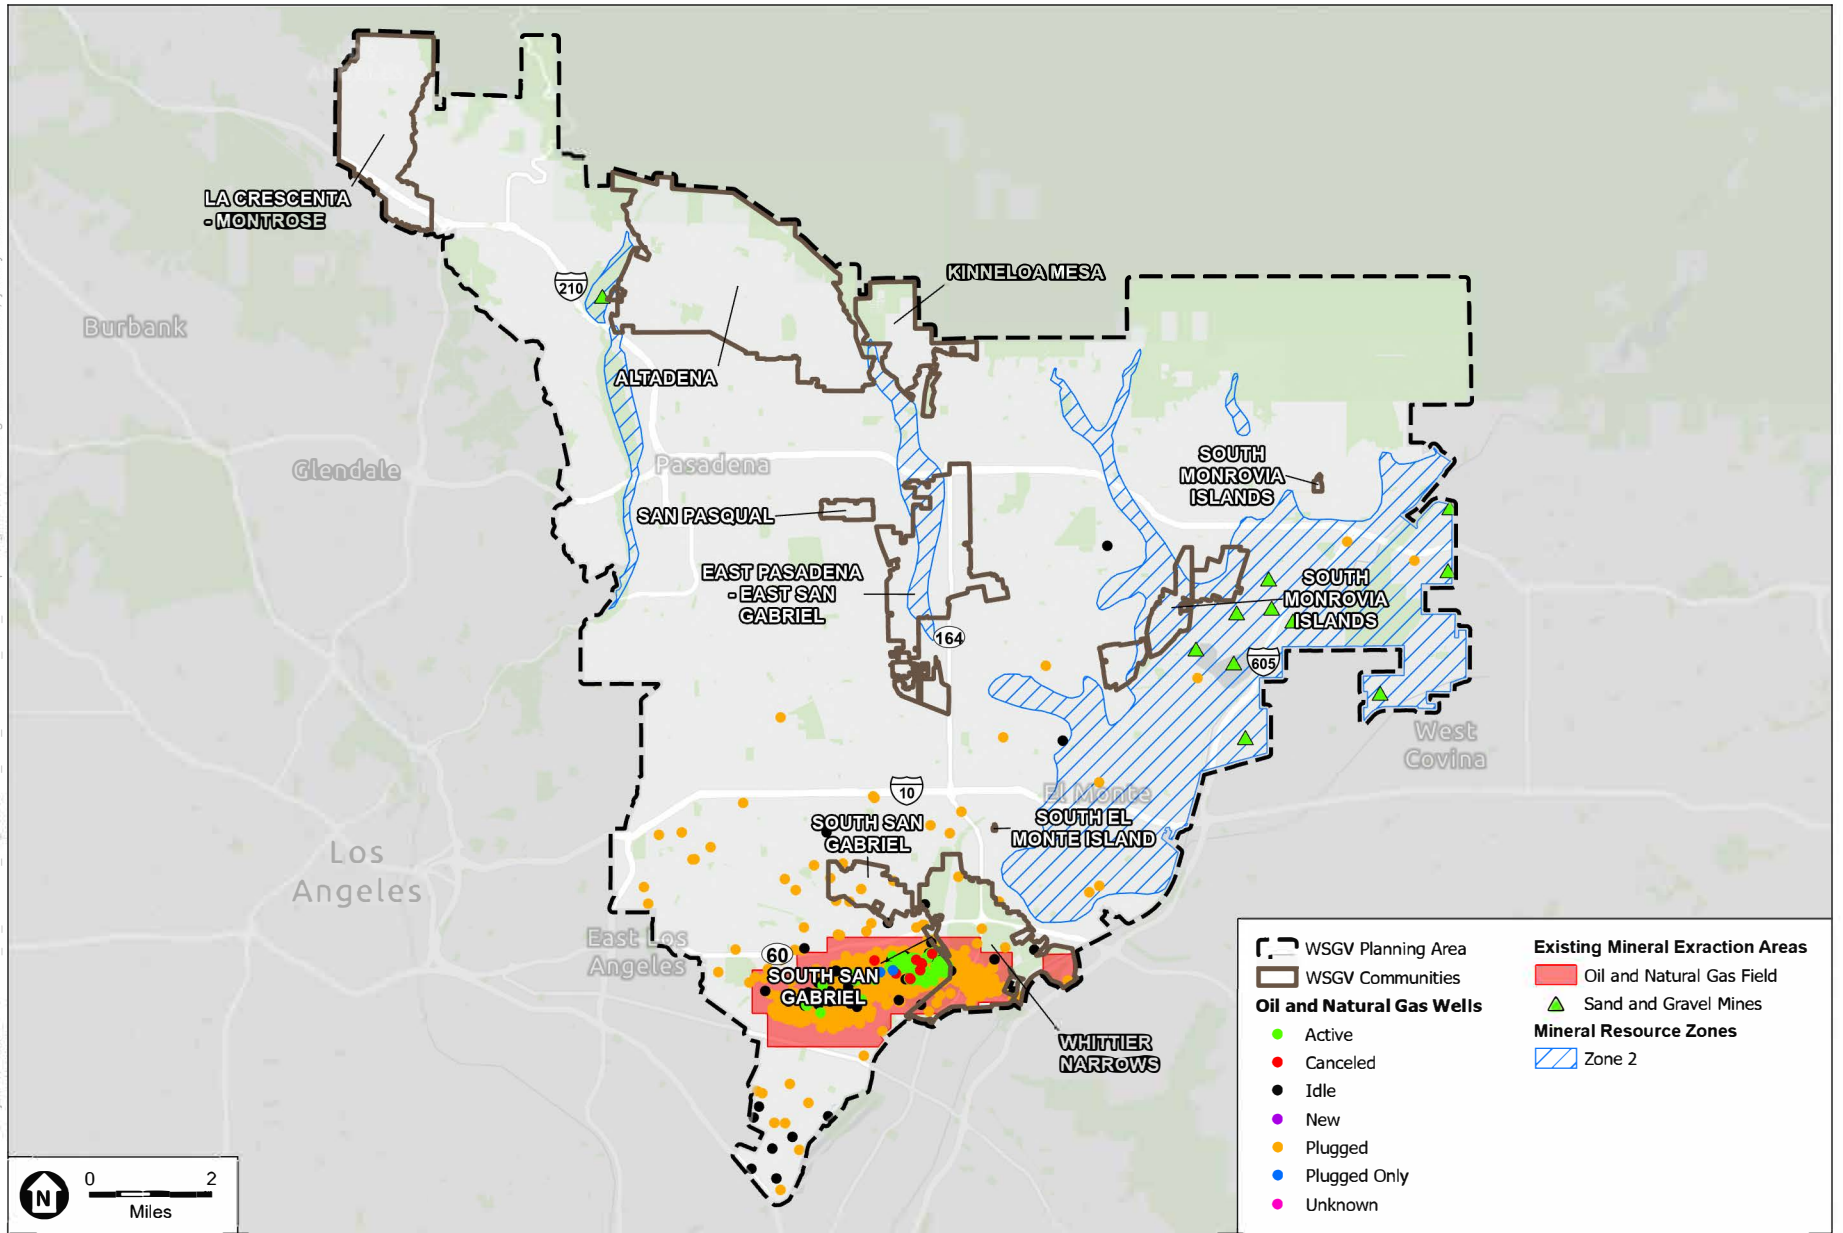 LA CRESCENTA
- MONTROSE
210
KINNELOA MESA
Burbank
ALTADENA
Glendale
Pasadena
SOUTH
MONROVIA
ISLANDS
SAN PASQUAL
EAST PASADENA
- EAST SAN
GABRIEL
SOUTH
MONROVIA
ISLANDS
164
605
West
Covina
10
El Monte
SOUTH SAN
GABRIEL
SOUTH EL
MONTE ISLAND
Los
Angeles
East Los
Angeles
60
SOUTH SAN
GABRIEL
WHITTIER
NARROWS
WSGV Planning Area
WSGV Communities
Oil and Natural Gas Wells
Active
Canceled
Idle
New
Plugged
Plugged Only
Unknown
Existing Mineral Exraction Areas
Oil and Natural Gas Field
Sand and Gravel Mines
Mineral Resource Zones
Zone 2
N
0 2
Miles